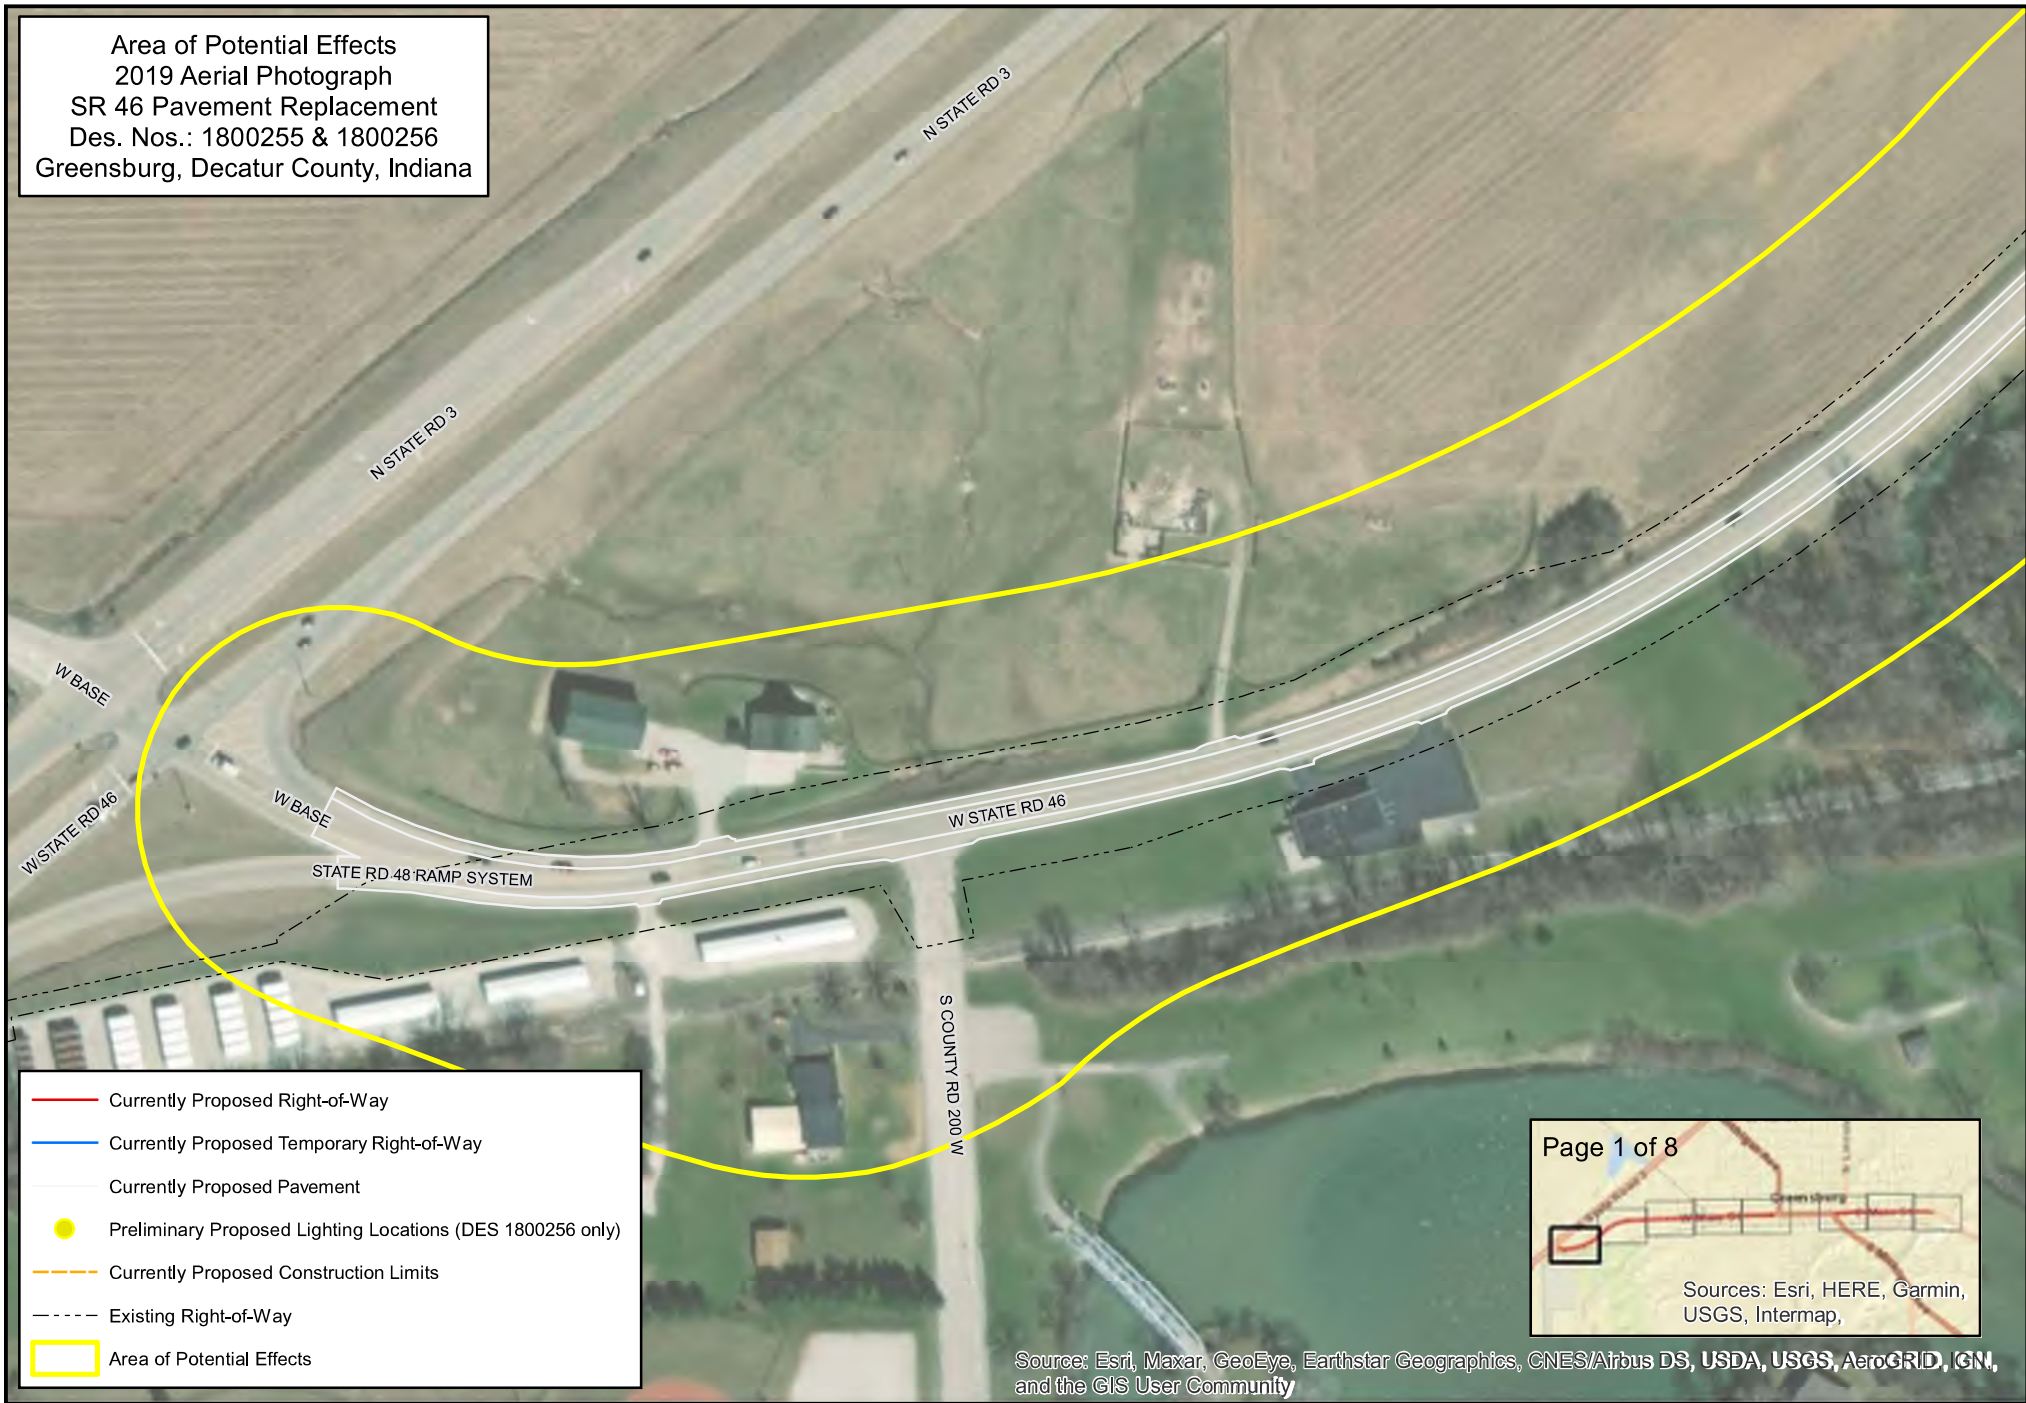 Area of Potential Effects
2019 Aerial Photograph
SR 46 Pavement Replacement
Des. Nos.: 1800255 & 1800256
Greensburg, Decatur County, Indiana
N STATE RD 3
N STATE RD 3
W BASE
W STATE RD 46
W BASE
STATE RD 48 RAMP SYSTEM
W STATE RD 46
S COUNTY RD 200 W
Currently Proposed Right-of-Way
Currently Proposed Temporary Right-of-Way
Currently Proposed Pavement
Preliminary Proposed Lighting Locations (DES 1800256 only)
Currently Proposed Construction Limits
Existing Right-of-Way
Area of Potential Effects
Page 1 of 8
State Road 3
Greensburg
Sources: Esri, HERE, Garmin,
USGS, Intermap,
Source: Esri, Maxar, GeoEye, Earthstar Geographics, CNES/Airbus DS, USDA, USGS, AeroGRID, IGN,
and the GIS User Community